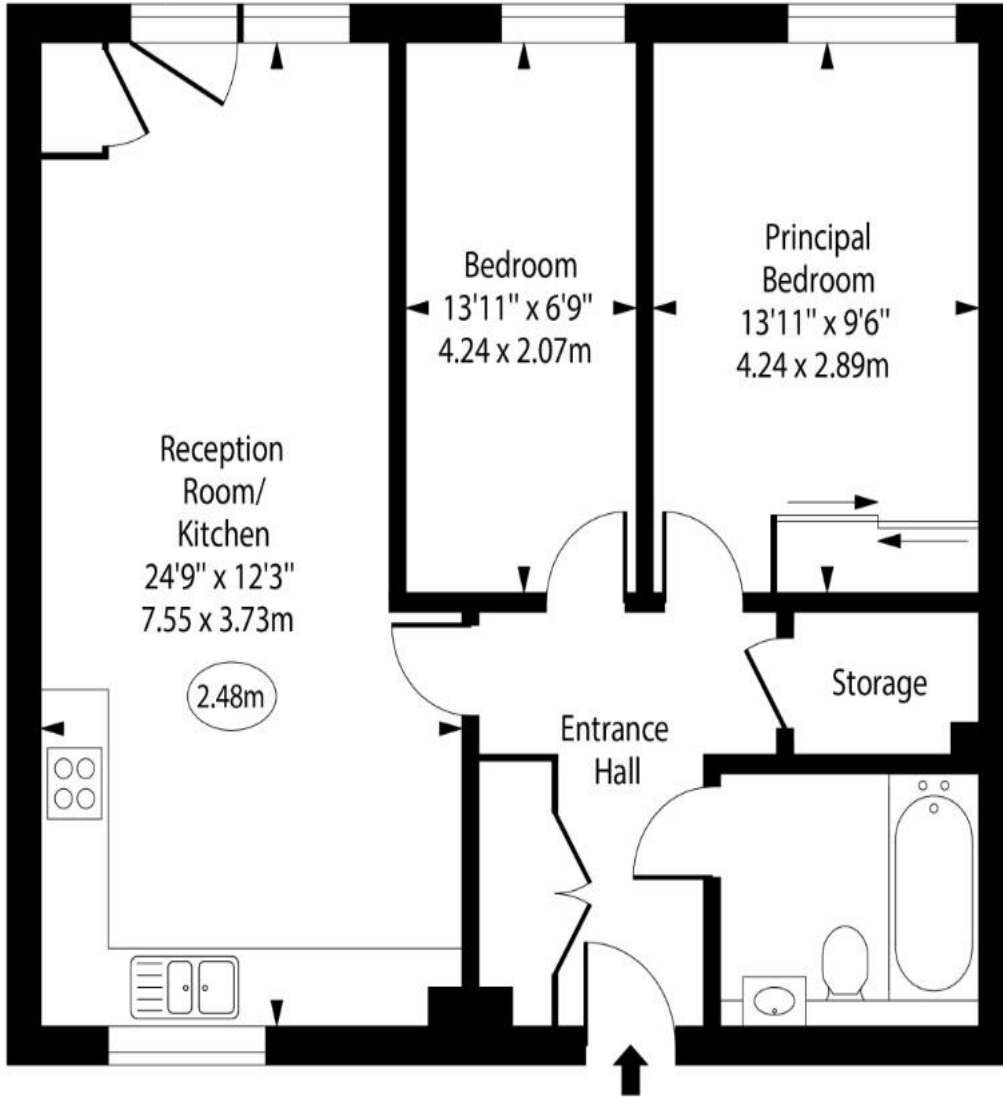 Bedroom
13'11" x 6'9"
4.24 x 2.07m
Principal
Bedroom
13'11" x 9'6"
4.24 x 2.89m
Reception
Room/
Kitchen
24'9" x 12'3"
7.55 x 3.73m
2.48m
Entrance
Hall
Storage